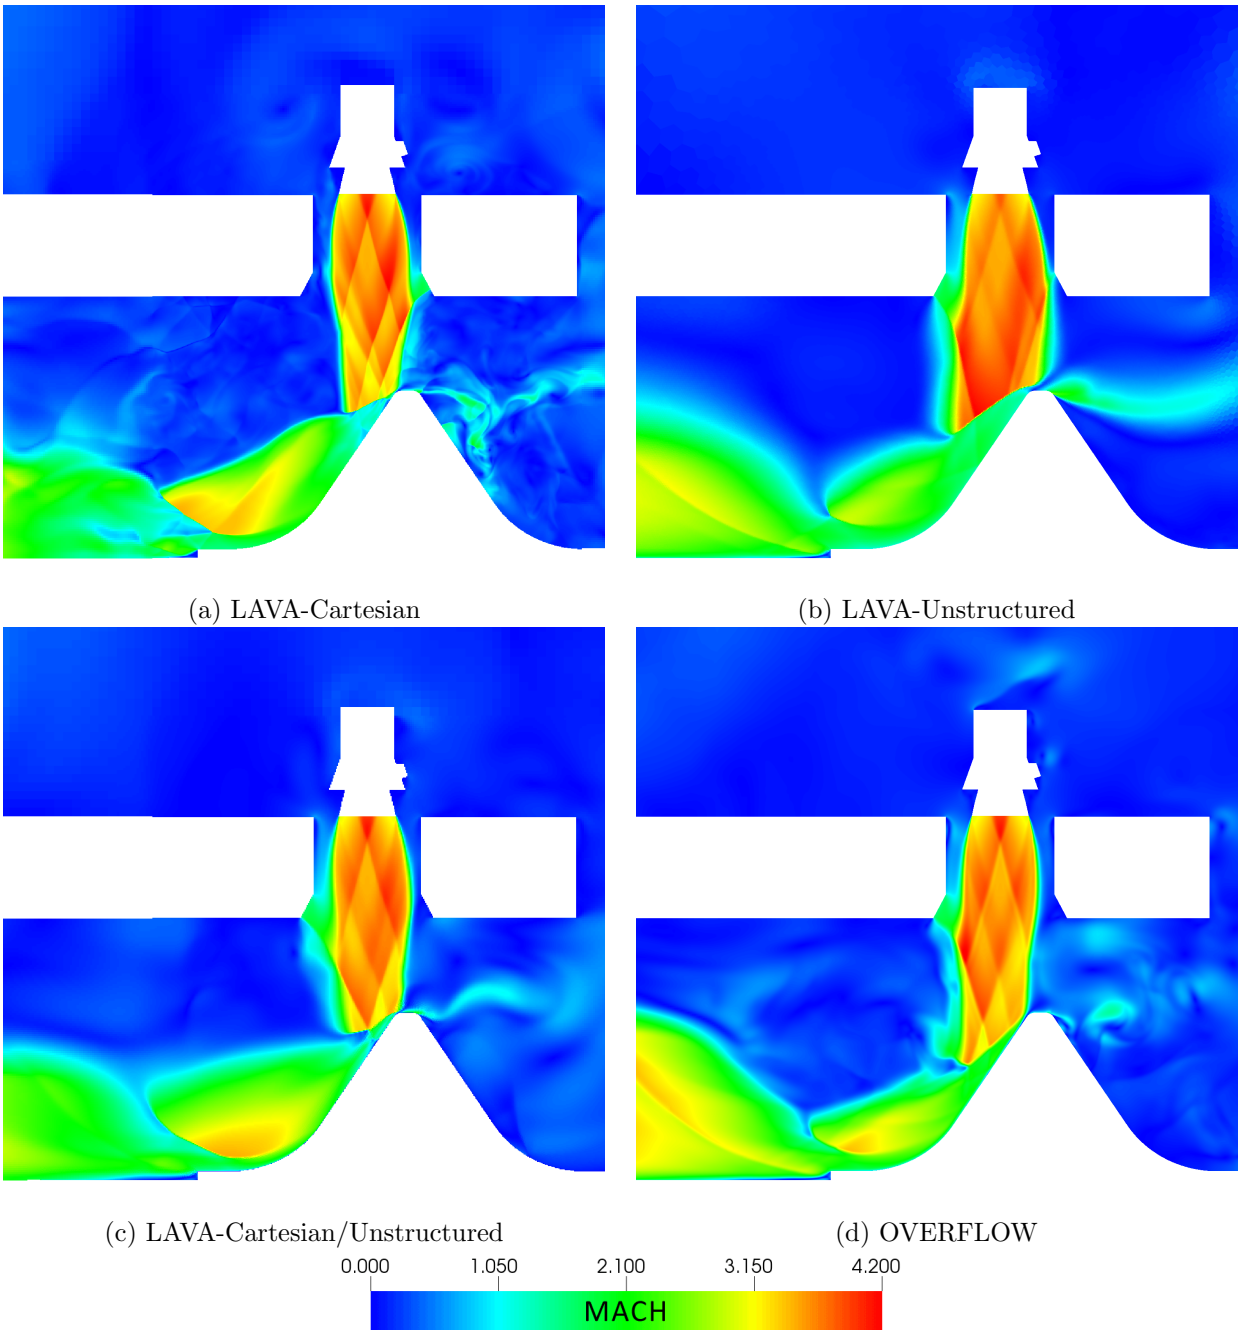 (a) LAVA-Cartesian
(b) LAVA-Unstructured
(c) LAVA-Cartesian/Unstructured
(d) OVERFLOW
0.000 1.050 2.100 3.150 4.200
MACH